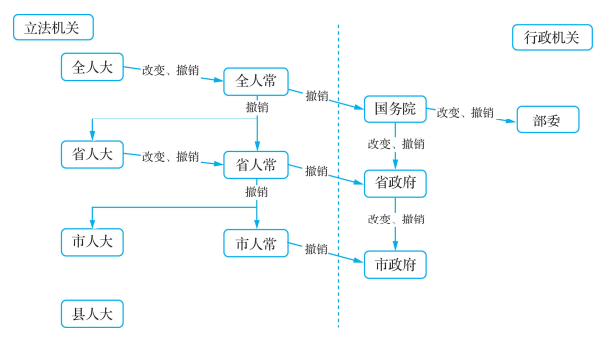 立法机关
行政机关
全人大
改变、撤销
全人常
撤销
国务院
改变、撤销
部委
撤销
改变、撤销
省人大
改变、撤销
省人常
撤销
省政府
撤销
改变、撤销
市人大
市人常
撤销
市政府
县人大